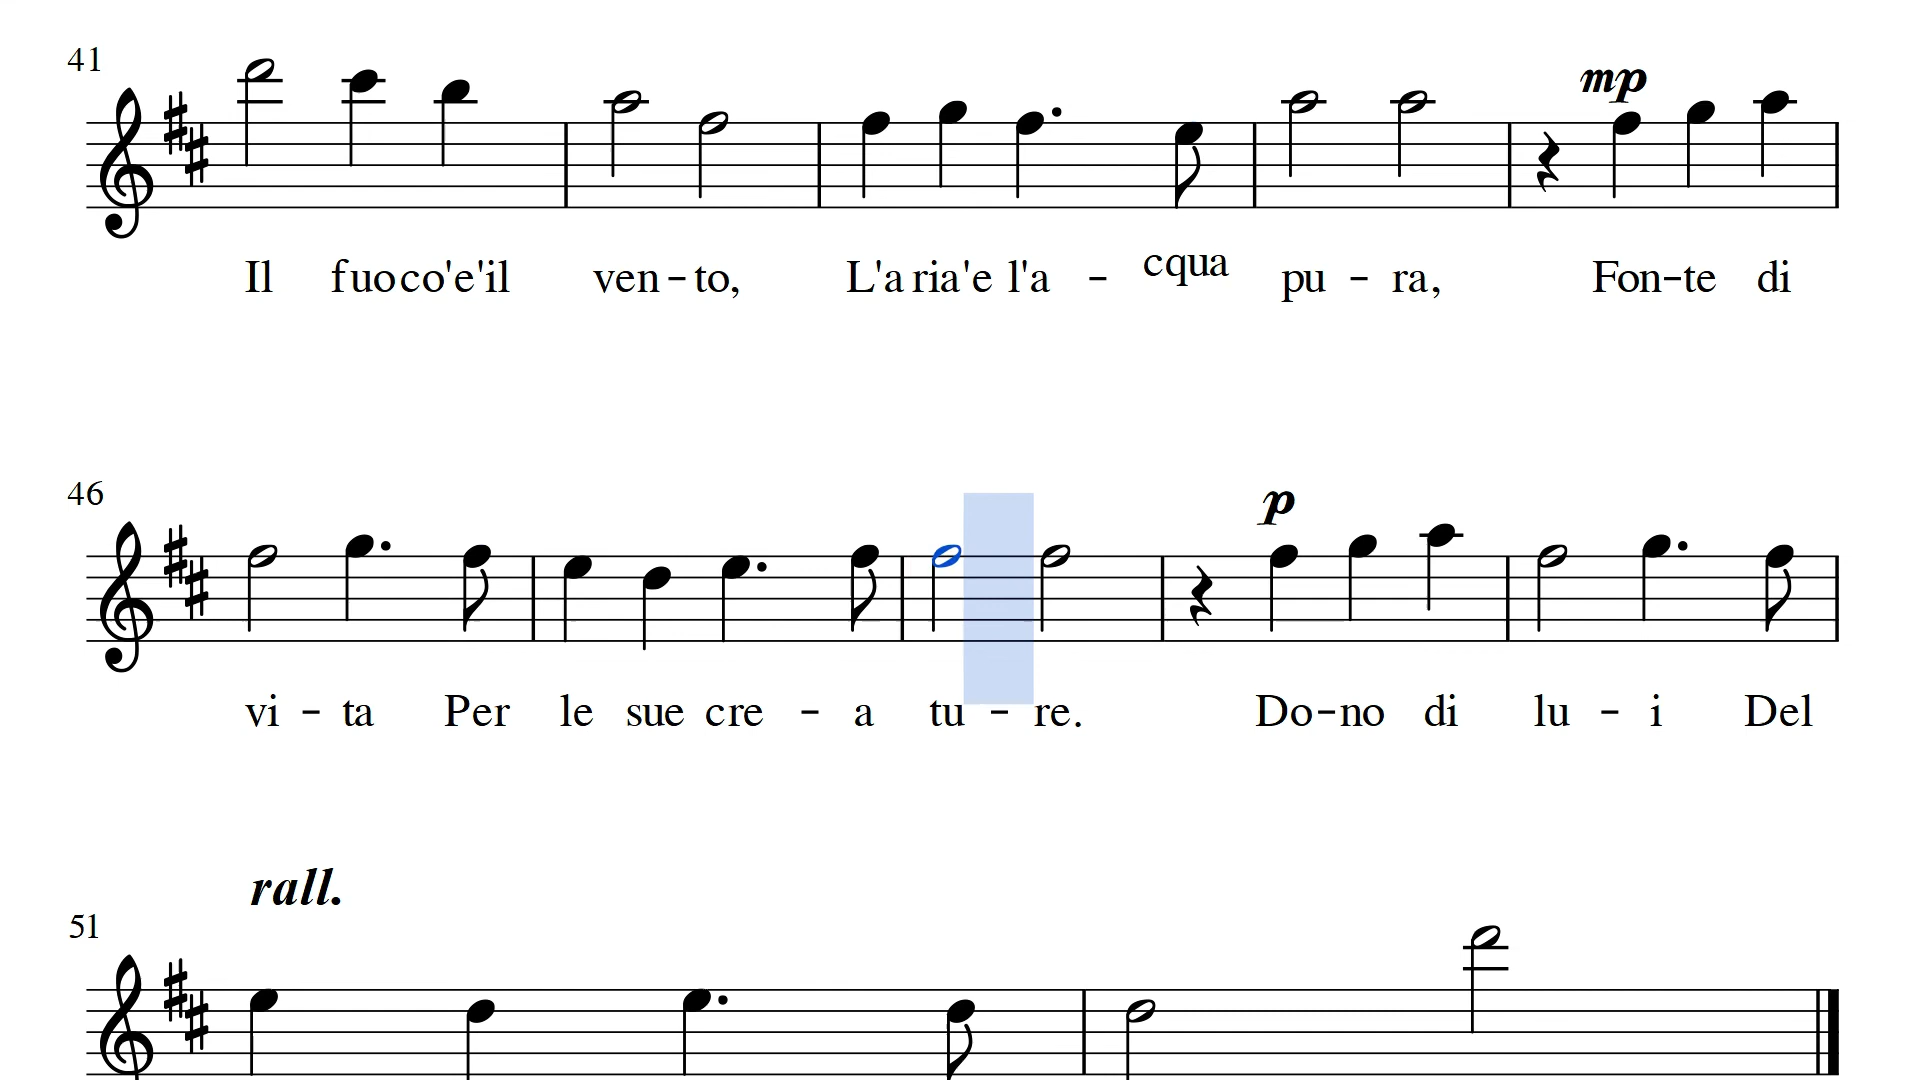 41
mp
Il fuoco'e'il ven - to, L'a ria'e l'a - cqua pu - ra, Fon-te di
46
p
vi - ta Per le sue cre - a tu - re. Do-no di lu - i Del
rall.
51